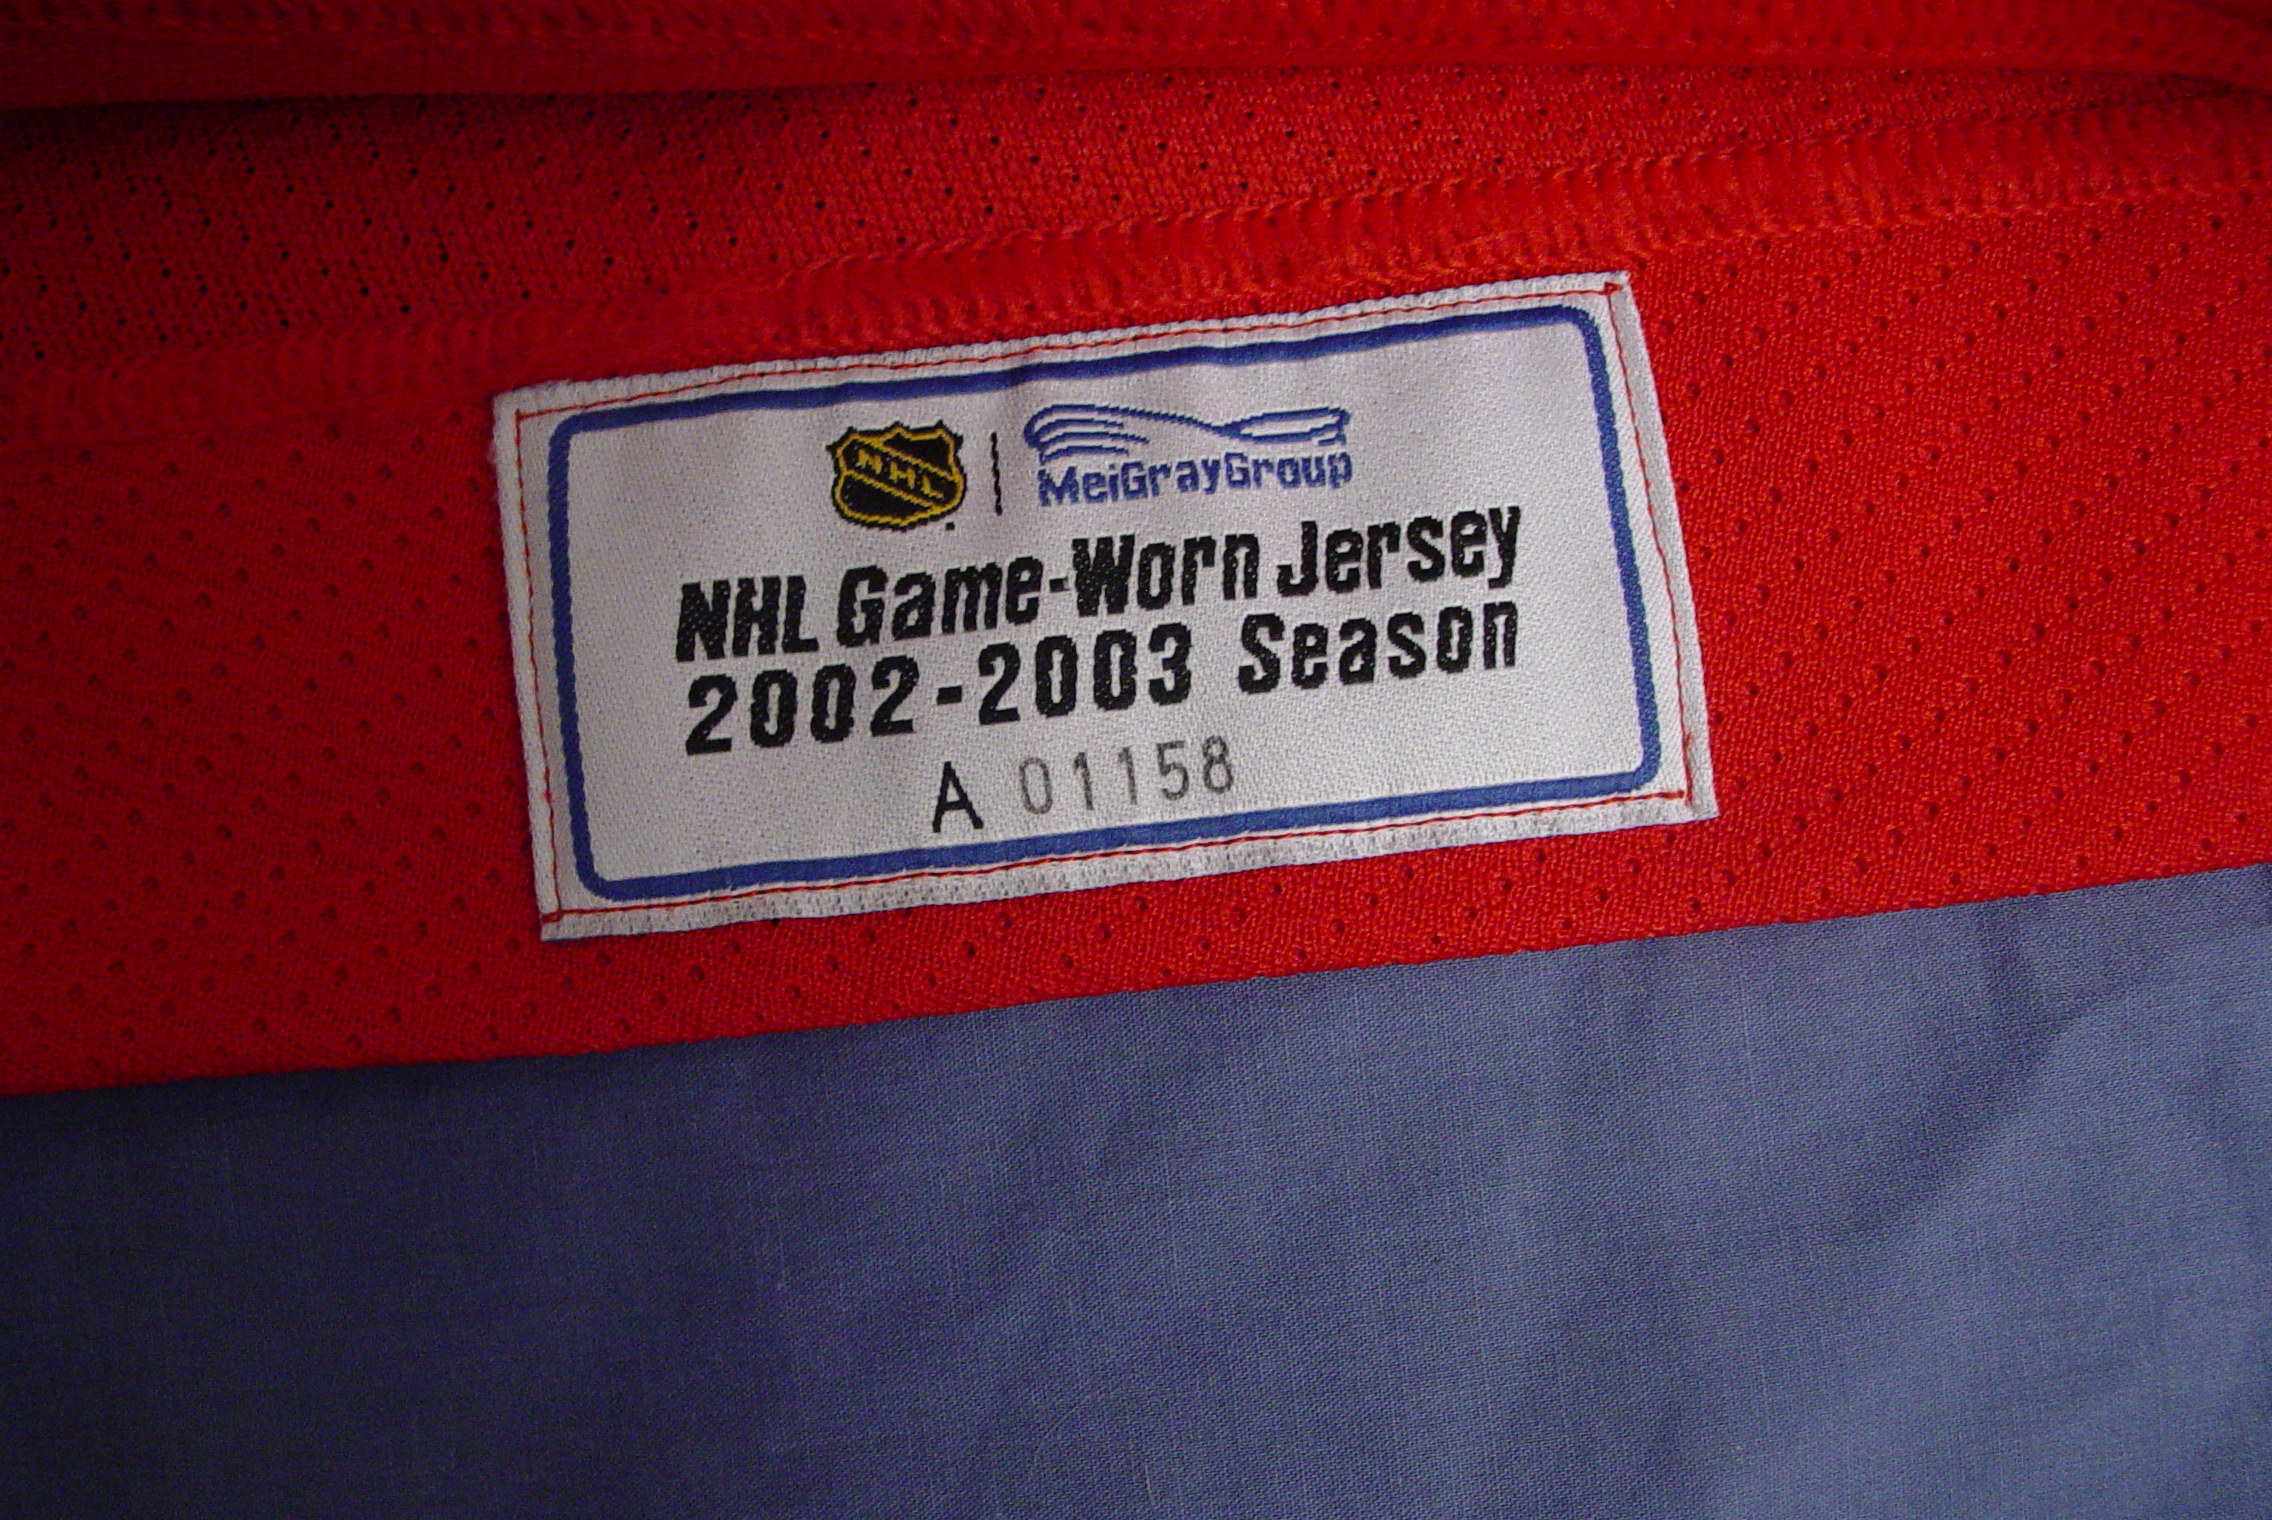 NHL | MeiGrayGroup
NHL Game-Worn Jersey
2002-2003 Season
A 01158